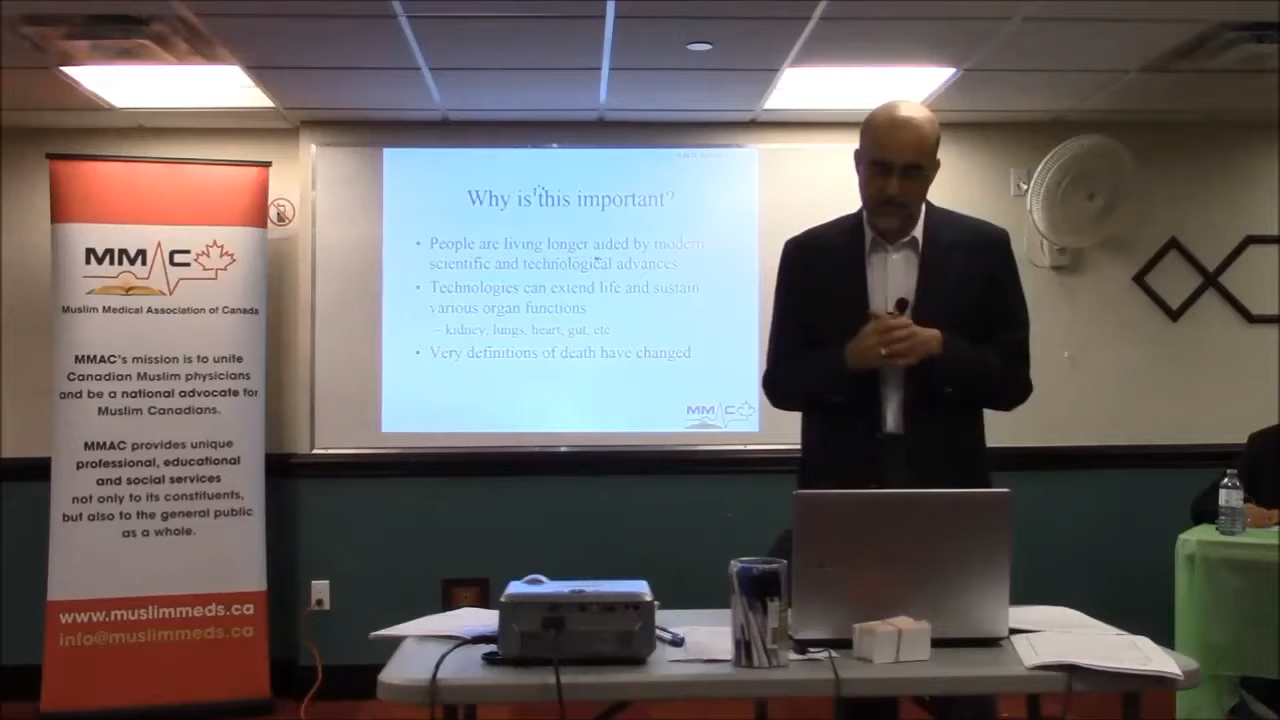 MMAC
Muslim Medical Association of Canada
MMAC's mission is to unite
Canadian Muslim physicians
and be a national advocate for
Muslim Canadians.
MMAC provides unique
professional, educational
and social services
not only to its constituents,
but also to the general public
as a whole.
www.muslimmeds.ca
info@muslimmeds.ca
Why is this important?
• People are living longer aided by modern
scientific and technological advances
• Technologies can extend life and sustain
various organ functions
– kidney, lungs, heart, gut, etc
• Very definitions of death have changed
MMAC